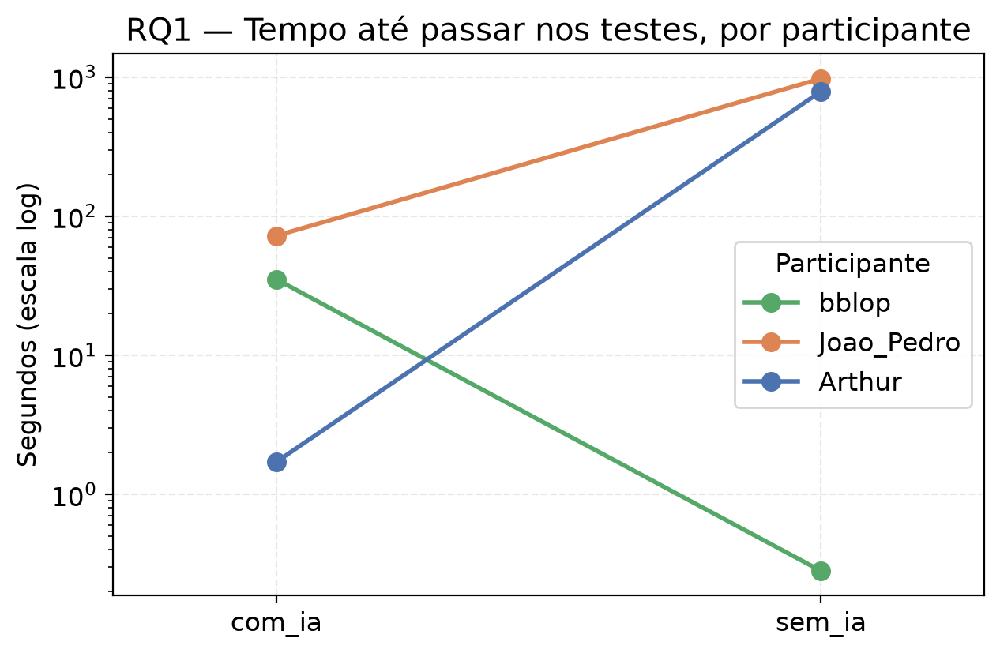 RQ1 — Tempo até passar nos testes, por participante
Segundos (escala log)
10³
10²
10¹
10⁰
Participante
bblop
Joao_Pedro
Arthur
com_ia
sem_ia